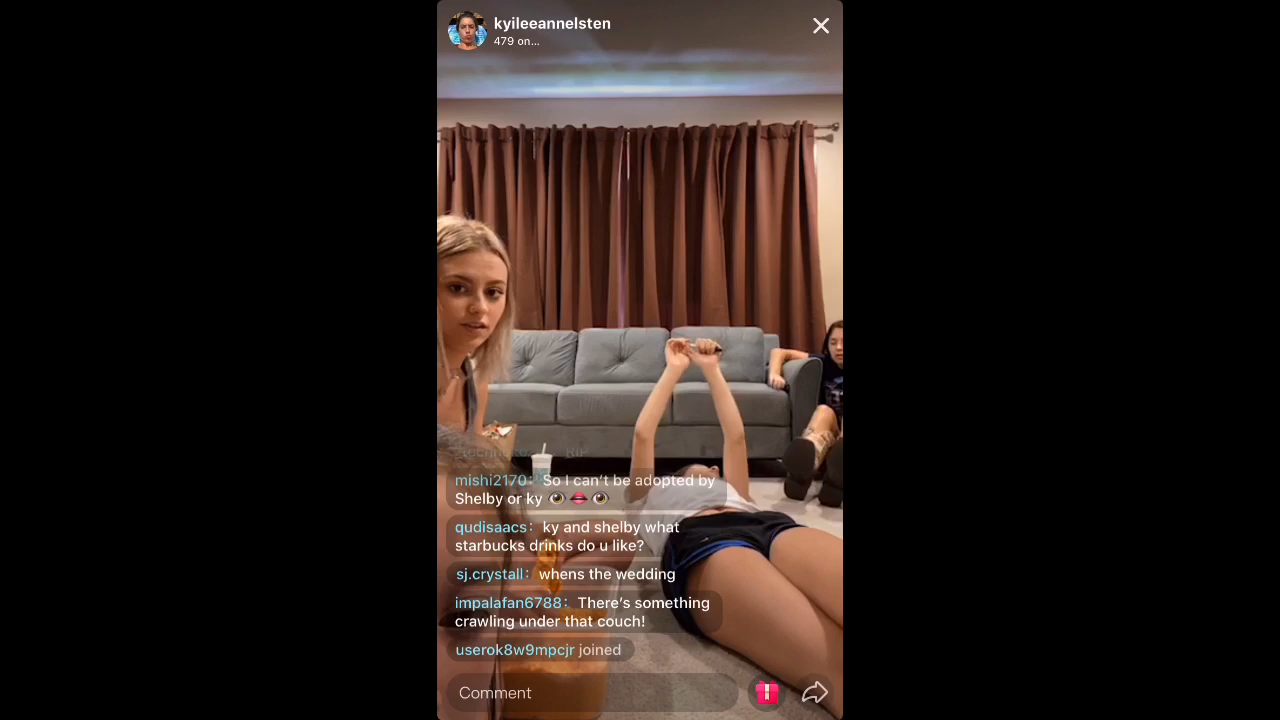 kyileeannelsten
479 on...
RIP
mishi2170: So I can't be adopted by
Shelby or ky 👁️👄👁️
qudisaacs: ky and shelby what
starbucks drinks do u like?
sj.crystall: whens the wedding
impalafan6788: There's something
crawling under that couch!
userok8w9mpcjr joined
Comment